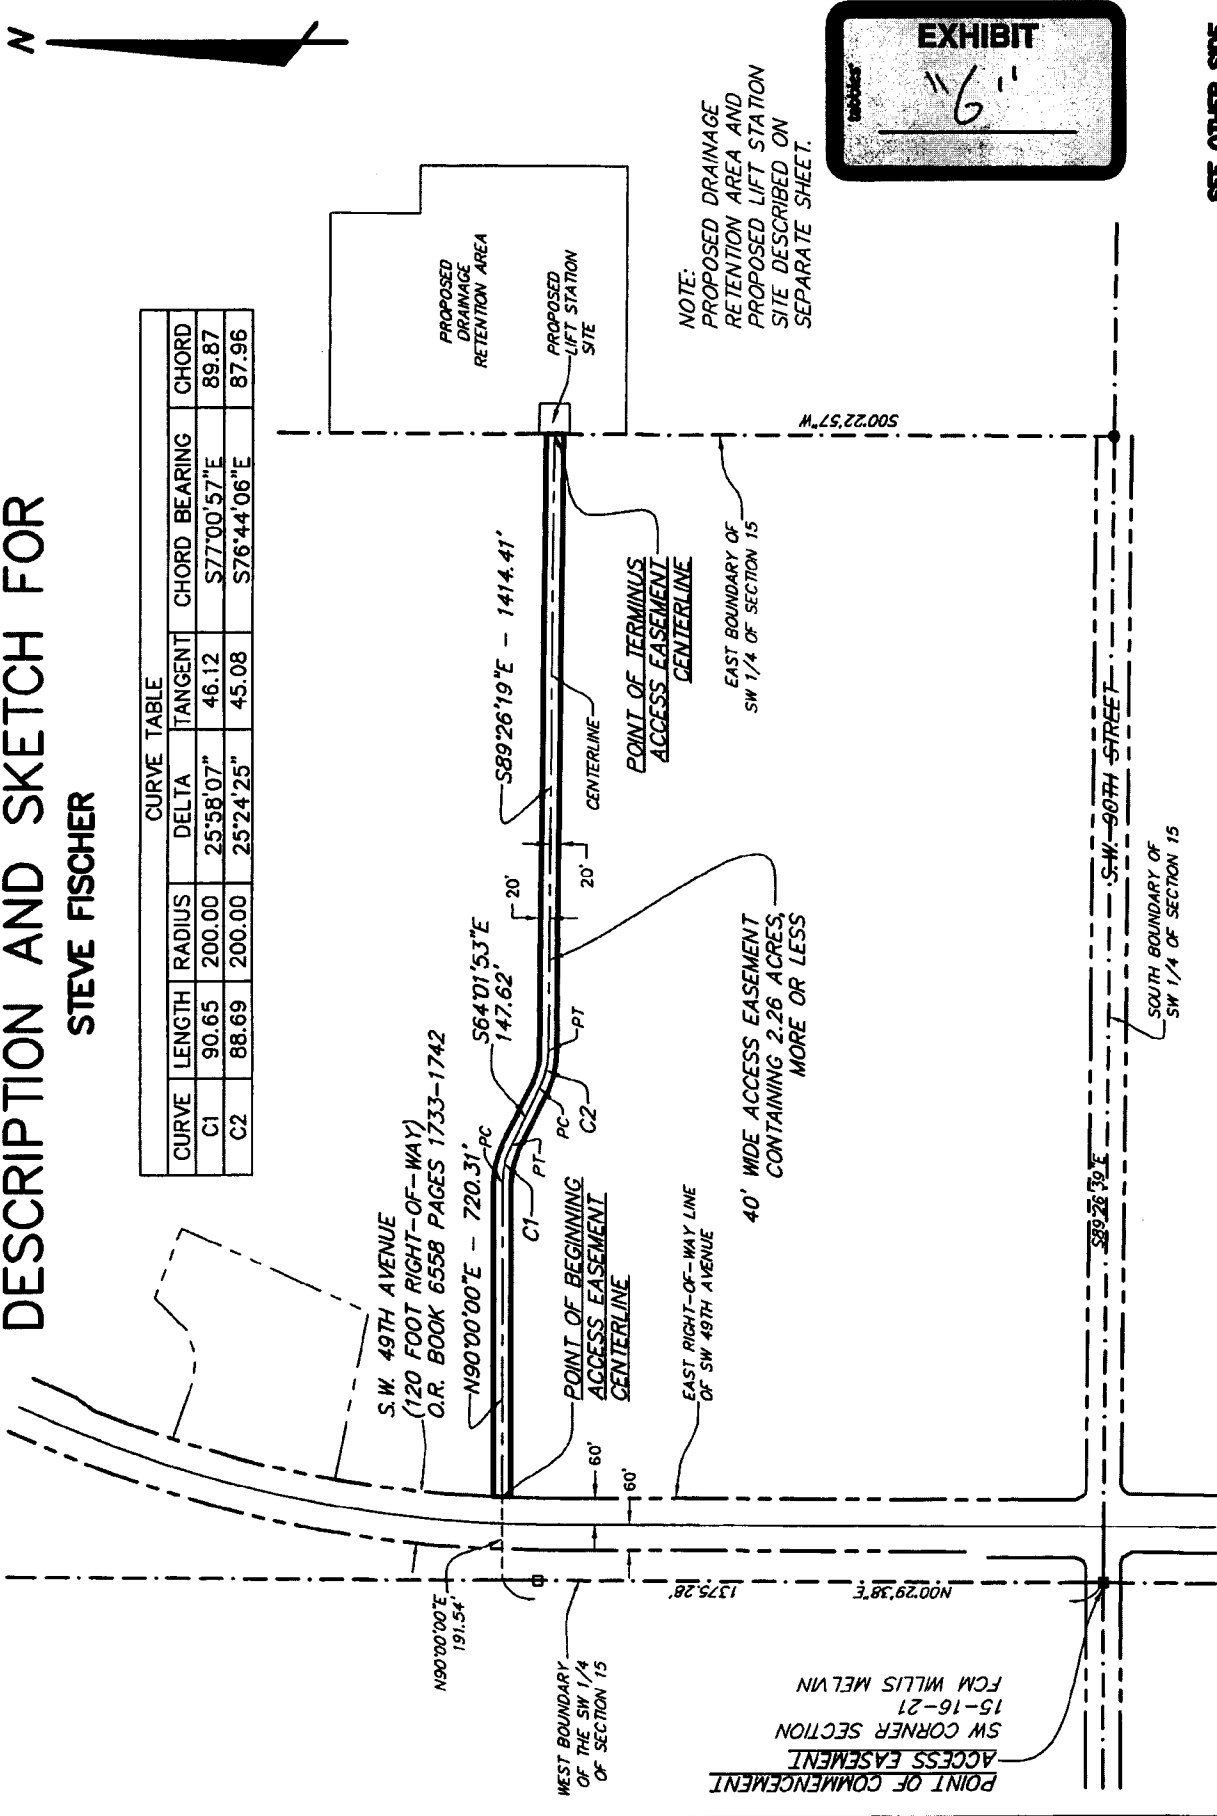 DESCRIPTION AND SKETCH FOR
STEVE FISCHER
N
CURVE TABLE
CURVE LENGTH RADIUS DELTA TANGENT CHORD BEARING CHORD
C1 90.65 200.00 25°58'07" 46.12 S77°00'57"E 89.87
C2 88.69 200.00 25°24'25" 45.08 S76°44'06"E 87.96
S.W. 49TH AVENUE
(120 FOOT RIGHT-OF-WAY)
O.R. BOOK 6558 PAGES 1733-1742
N90°00'00"E - 720.31'
PC
S64°01'53"E
147.62'
C1
PT
PC
C2
PT
20'
20'
S89°26'19"E - 1414.41'
CENTERLINE
PROPOSED
DRAINAGE
RETENTION AREA
PROPOSED
LIFT STATION
SITE
N90°00'00"E
191.54'
POINT OF BEGINNING
ACCESS EASEMENT
CENTERLINE
60'
60'
POINT OF TERMINUS
ACCESS EASEMENT
CENTERLINE
NOTE:
PROPOSED DRAINAGE
RETENTION AREA AND
PROPOSED LIFT STATION
SITE DESCRIBED ON
SEPARATE SHEET.
WEST BOUNDARY
OF THE SW 1/4
OF SECTION 15
EAST RIGHT-OF-WAY LINE
OF SW 49TH AVENUE
40' WIDE ACCESS EASEMENT
CONTAINING 2.26 ACRES,
MORE OR LESS
EAST BOUNDARY OF
SW 1/4 OF SECTION 15
S00°22'57"W
1375.28'
N00°29'38"E
POINT OF COMMENCEMENT
ACCESS EASEMENT
SW CORNER SECTION
15-16-21
FCM WILLIS MELVIN
S89°26'39"E
S.W. 90TH STREET
SOUTH BOUNDARY OF
SW 1/4 OF SECTION 15
tabbies'
EXHIBIT
"6"
SEE OTHER SIDE